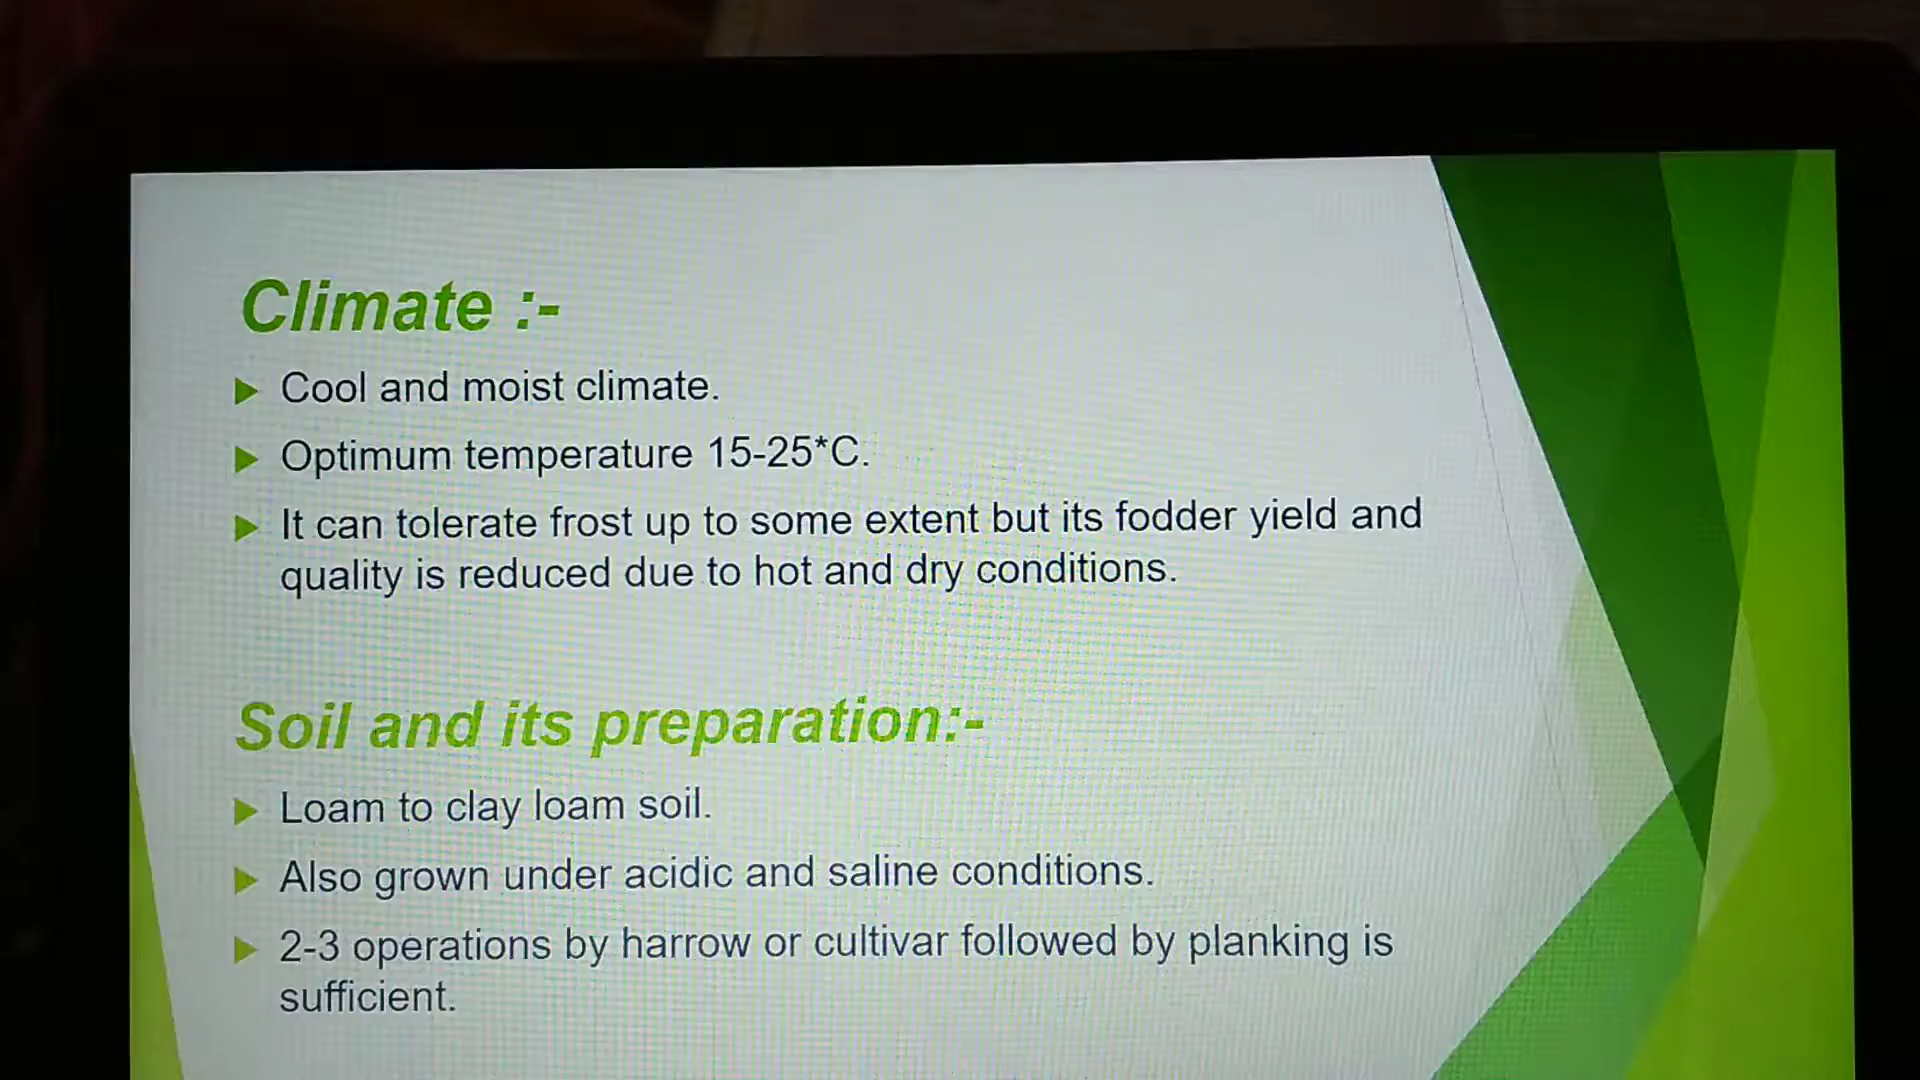 Climate :-
Cool and moist climate.
Optimum temperature 15-25*C.
It can tolerate frost up to some extent but its fodder yield and
quality is reduced due to hot and dry conditions.
Soil and its preparation:-
Loam to clay loam soil.
Also grown under acidic and saline conditions.
2-3 operations by harrow or cultivar followed by planking is
sufficient.